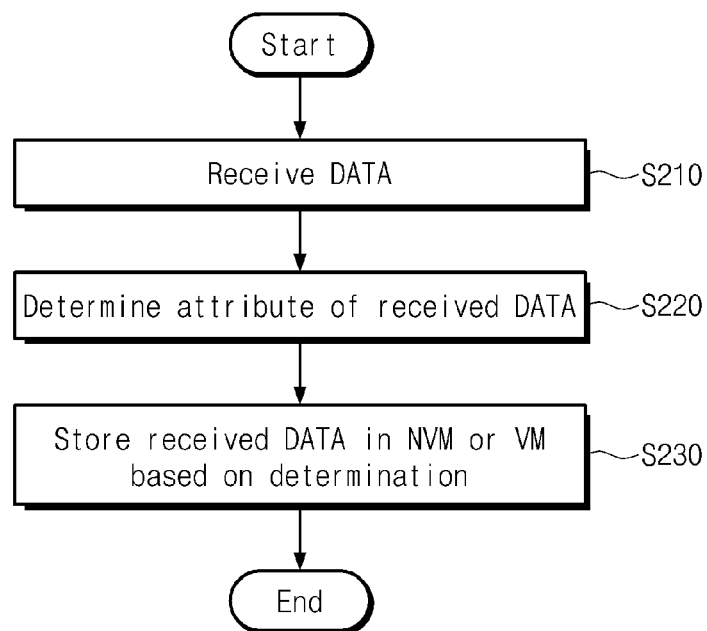 Start
Receive DATA
S210
Determine attribute of received DATA
S220
Store received DATA in NVM or VM
based on determination
S230
End